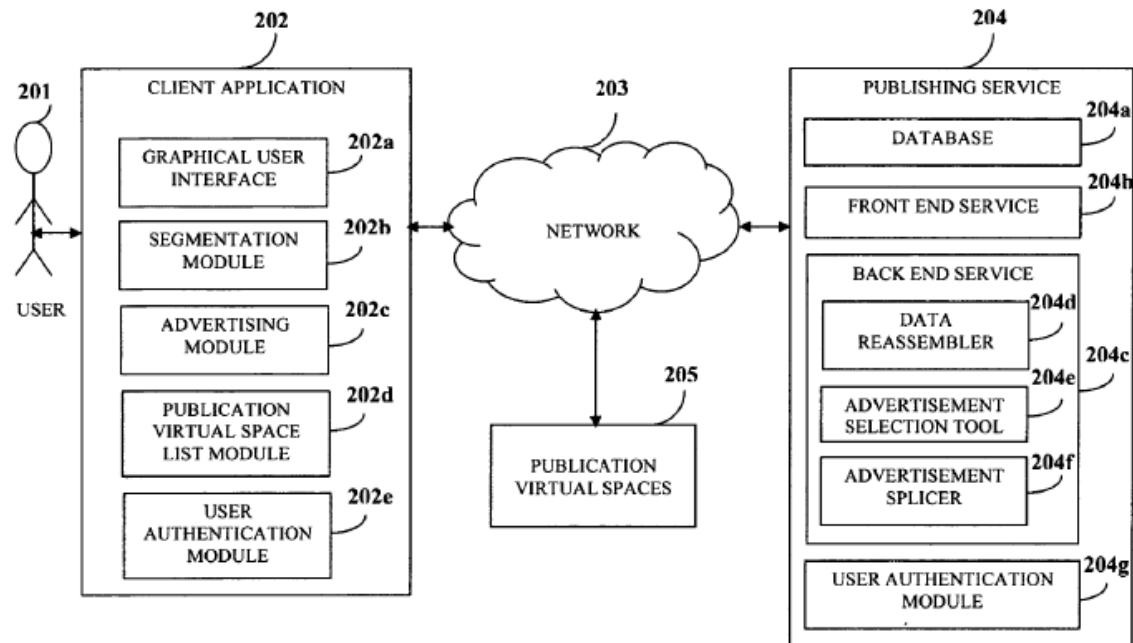 201
USER
202
CLIENT APPLICATION
202a
GRAPHICAL USER
INTERFACE
202b
SEGMENTATION
MODULE
202c
ADVERTISING
MODULE
202d
PUBLICATION
VIRTUAL SPACE
LIST MODULE
202e
USER
AUTHENTICATION
MODULE
203
NETWORK
205
PUBLICATION
VIRTUAL SPACES
204
PUBLISHING SERVICE
204a
DATABASE
204b
FRONT END SERVICE
BACK END SERVICE
204d
DATA
REASSEMBLER
204c
204e
ADVERTISEMENT
SELECTION TOOL
204f
ADVERTISEMENT
SPLICER
204g
USER AUTHENTICATION
MODULE